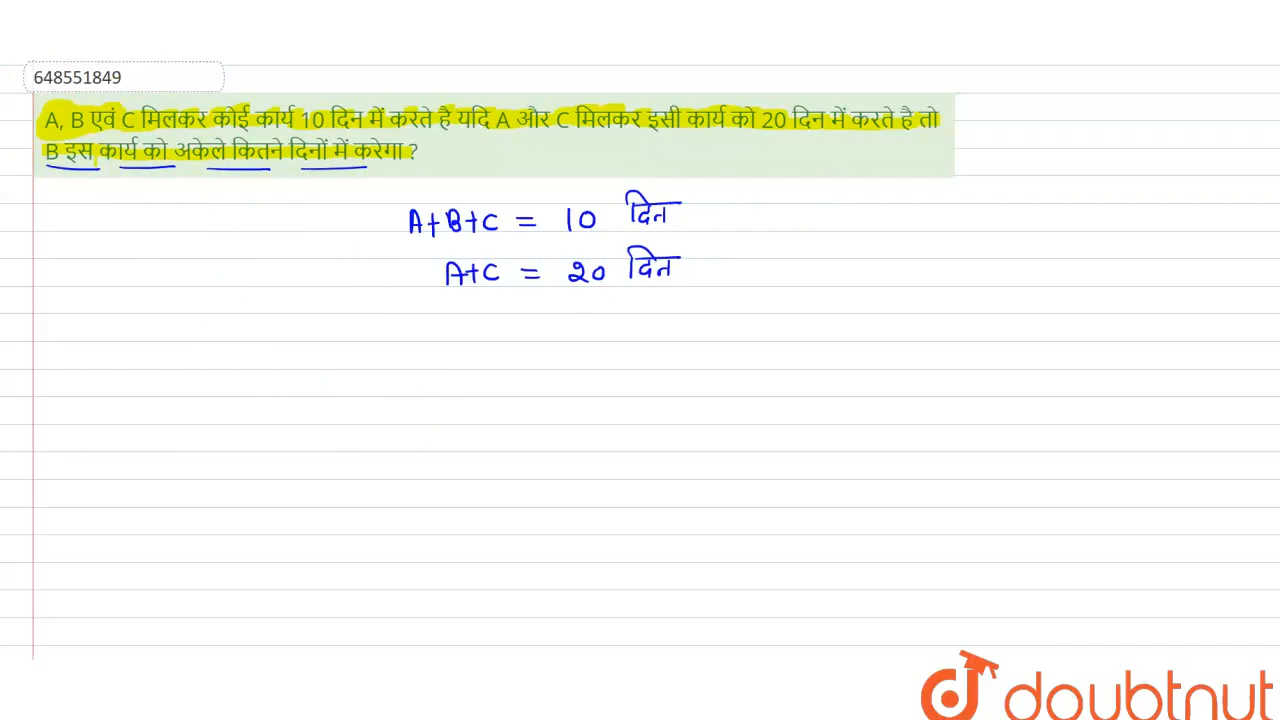 648551849
A, B एवं C मिलकर कोई कार्य 10 दिन में करते है यदि A और C मिलकर इसी कार्य को 20 दिन में करते है तो
B इस कार्य को अकेले कितने दिनों में करेगा ?
A+B+C = 10 दिन
A+C = 20 दिन
doubtnut